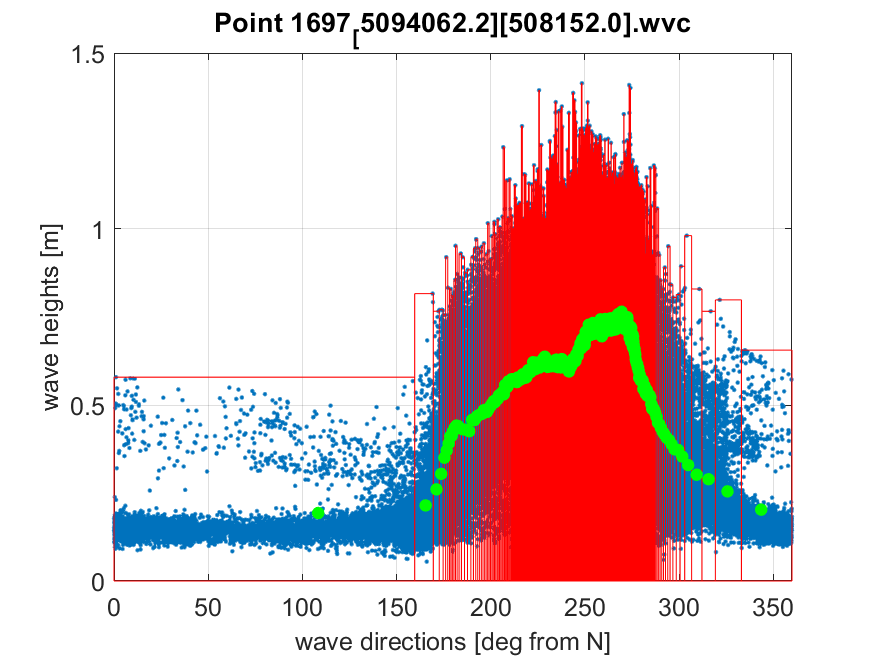 Point 1697[5094062.2][508152.0].wvc
1.5
1
0.5
0
wave heights [m]
0 50 100 150 200 250 300 350
wave directions [deg from N]